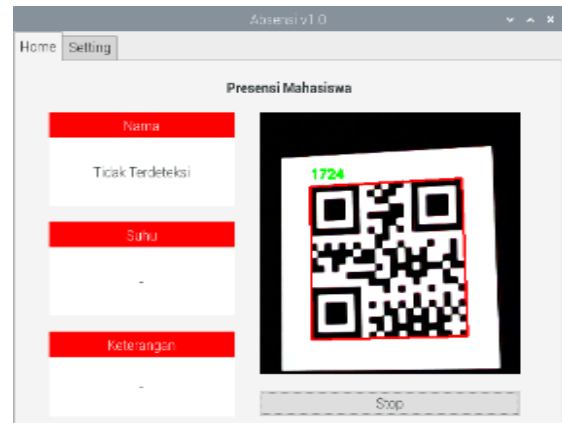 Absensi v1.0
Home Setting
Presensi Mahasiswa
Nama
Tidak Terdeteksi
Suhu
-
Keterangan
-
1724
Stop